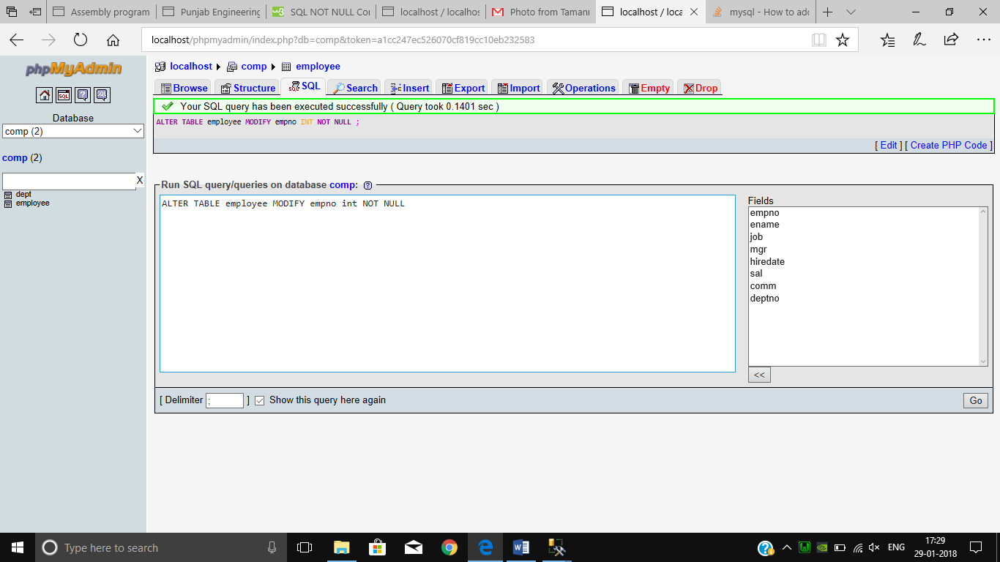 Assembly program
Punjab Engineering
w3 SQL NOT NULL Co
localhost / localhos
Photo from Tamann
localhost / loca
mysql - How to add
localhost/phpmyadmin/index.php?db=comp&token=a1cc247ec526070cf819cc10eb232583
phpMyAdmin
SQL
Database
comp (2)
comp (2)
X
dept
employee
localhost comp employee
Browse Structure SQL Search Insert Export Import Operations Empty Drop
Your SQL query has been executed successfully ( Query took 0.1401 sec )
ALTER TABLE employee MODIFY empno INT NOT NULL ;
[ Edit ] [ Create PHP Code ]
Run SQL query/queries on database comp:
ALTER TABLE employee MODIFY empno int NOT NULL
Fields
empno
ename
job
mgr
hiredate
sal
comm
deptno
<<
[ Delimiter ; ] Show this query here again
Go
Type here to search
ENG
17:29
29-01-2018